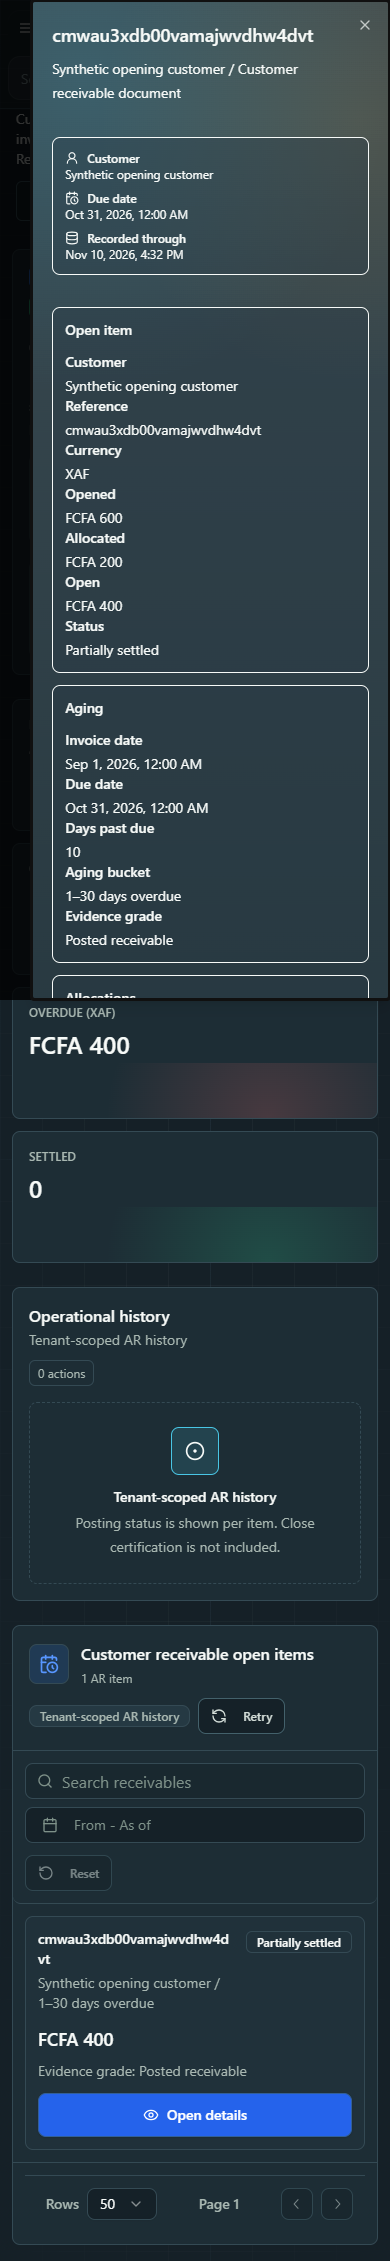 cmwau3xdb00vamajwvdhw4dvt
Synthetic opening customer / Customer
receivable document
Customer
Synthetic opening customer
Due date
Oct 31, 2026, 12:00 AM
Recorded through
Nov 10, 2026, 4:32 PM
Open item
Customer
Synthetic opening customer
Reference
cmwau3xdb00vamajwvdhw4dvt
Currency
XAF
Opened
FCFA 600
Allocated
FCFA 200
Open
FCFA 400
Status
Partially settled
Aging
Invoice date
Sep 1, 2026, 12:00 AM
Due date
Oct 31, 2026, 12:00 AM
Days past due
10
Aging bucket
1–30 days overdue
Evidence grade
Posted receivable
Allocations
OVERDUE (XAF)
FCFA 400
SETTLED
0
Operational history
Tenant-scoped AR history
0 actions
Tenant-scoped AR history
Posting status is shown per item. Close
certification is not included.
Customer receivable open items
1 AR item
Tenant-scoped AR history
Retry
Search receivables
From - As of
Reset
cmwau3xdb00vamajwvdhw4d
vt
Partially settled
Synthetic opening customer /
1–30 days overdue
FCFA 400
Evidence grade: Posted receivable
Open details
Rows 50 Page 1